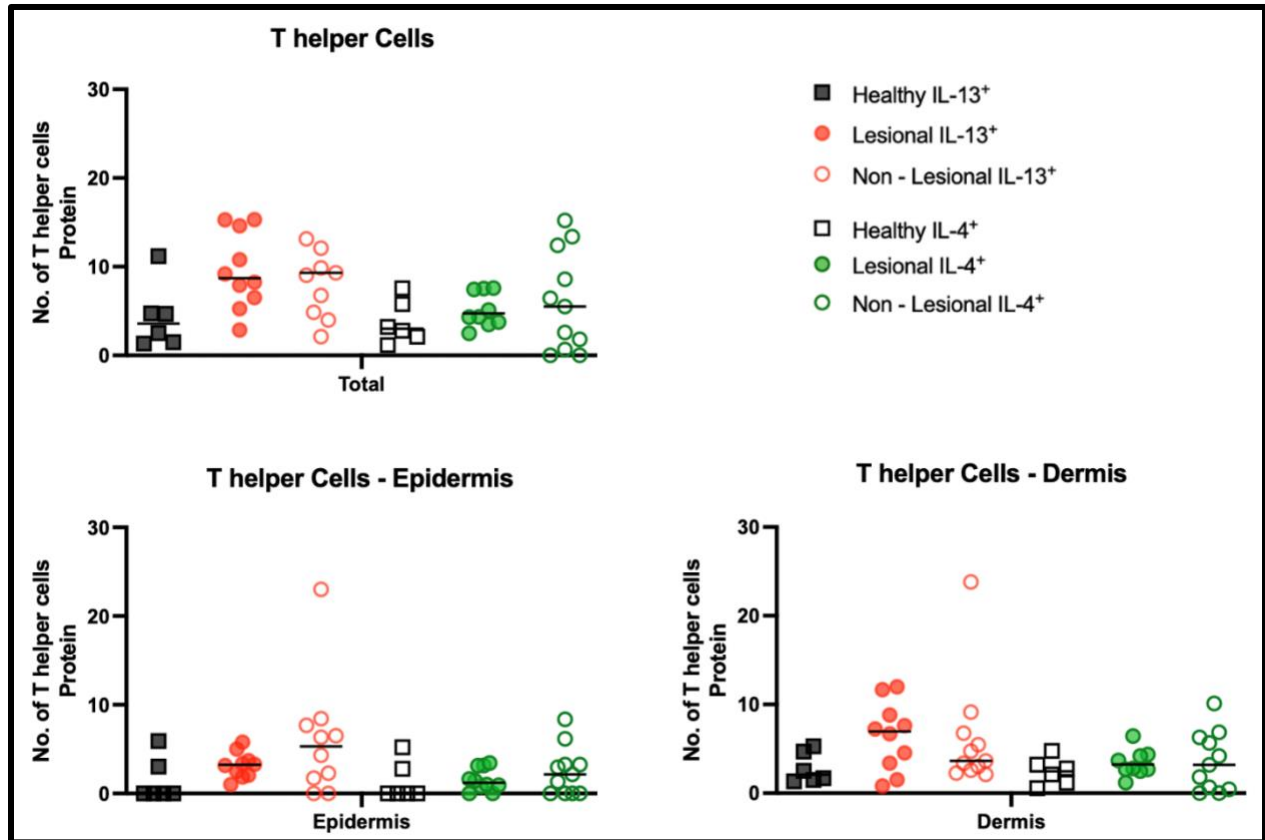 T helper Cells
No. of T helper cells
Protein
30
20
10
0
Total
Healthy IL-13⁺
Lesional IL-13⁺
Non - Lesional IL-13⁺
Healthy IL-4⁺
Lesional IL-4⁺
Non - Lesional IL-4⁺
T helper Cells - Epidermis
No. of T helper cells
Protein
30
20
10
0
Epidermis
T helper Cells - Dermis
No. of T helper cells
Protein
30
20
10
0
Dermis